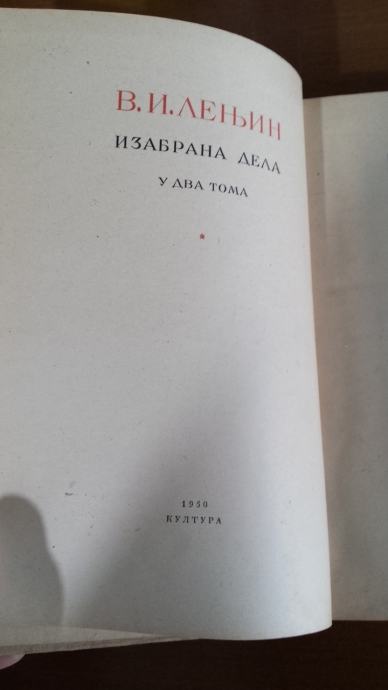 В. И. ЛЕЊИН
ИЗАБРАНА ДЕЛА
У ДВА ТОМА
*
1950
КУЛТУРА